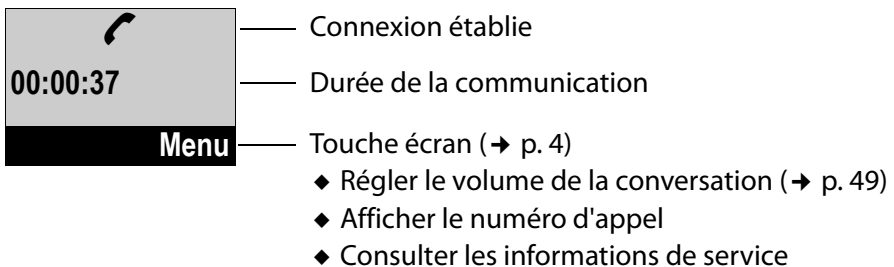 Connexion établie
00:00:37
Durée de la communication
Menu
Touche écran (➔ p. 4)
◆ Régler le volume de la conversation (➔ p. 49)
◆ Afficher le numéro d'appel
◆ Consulter les informations de service